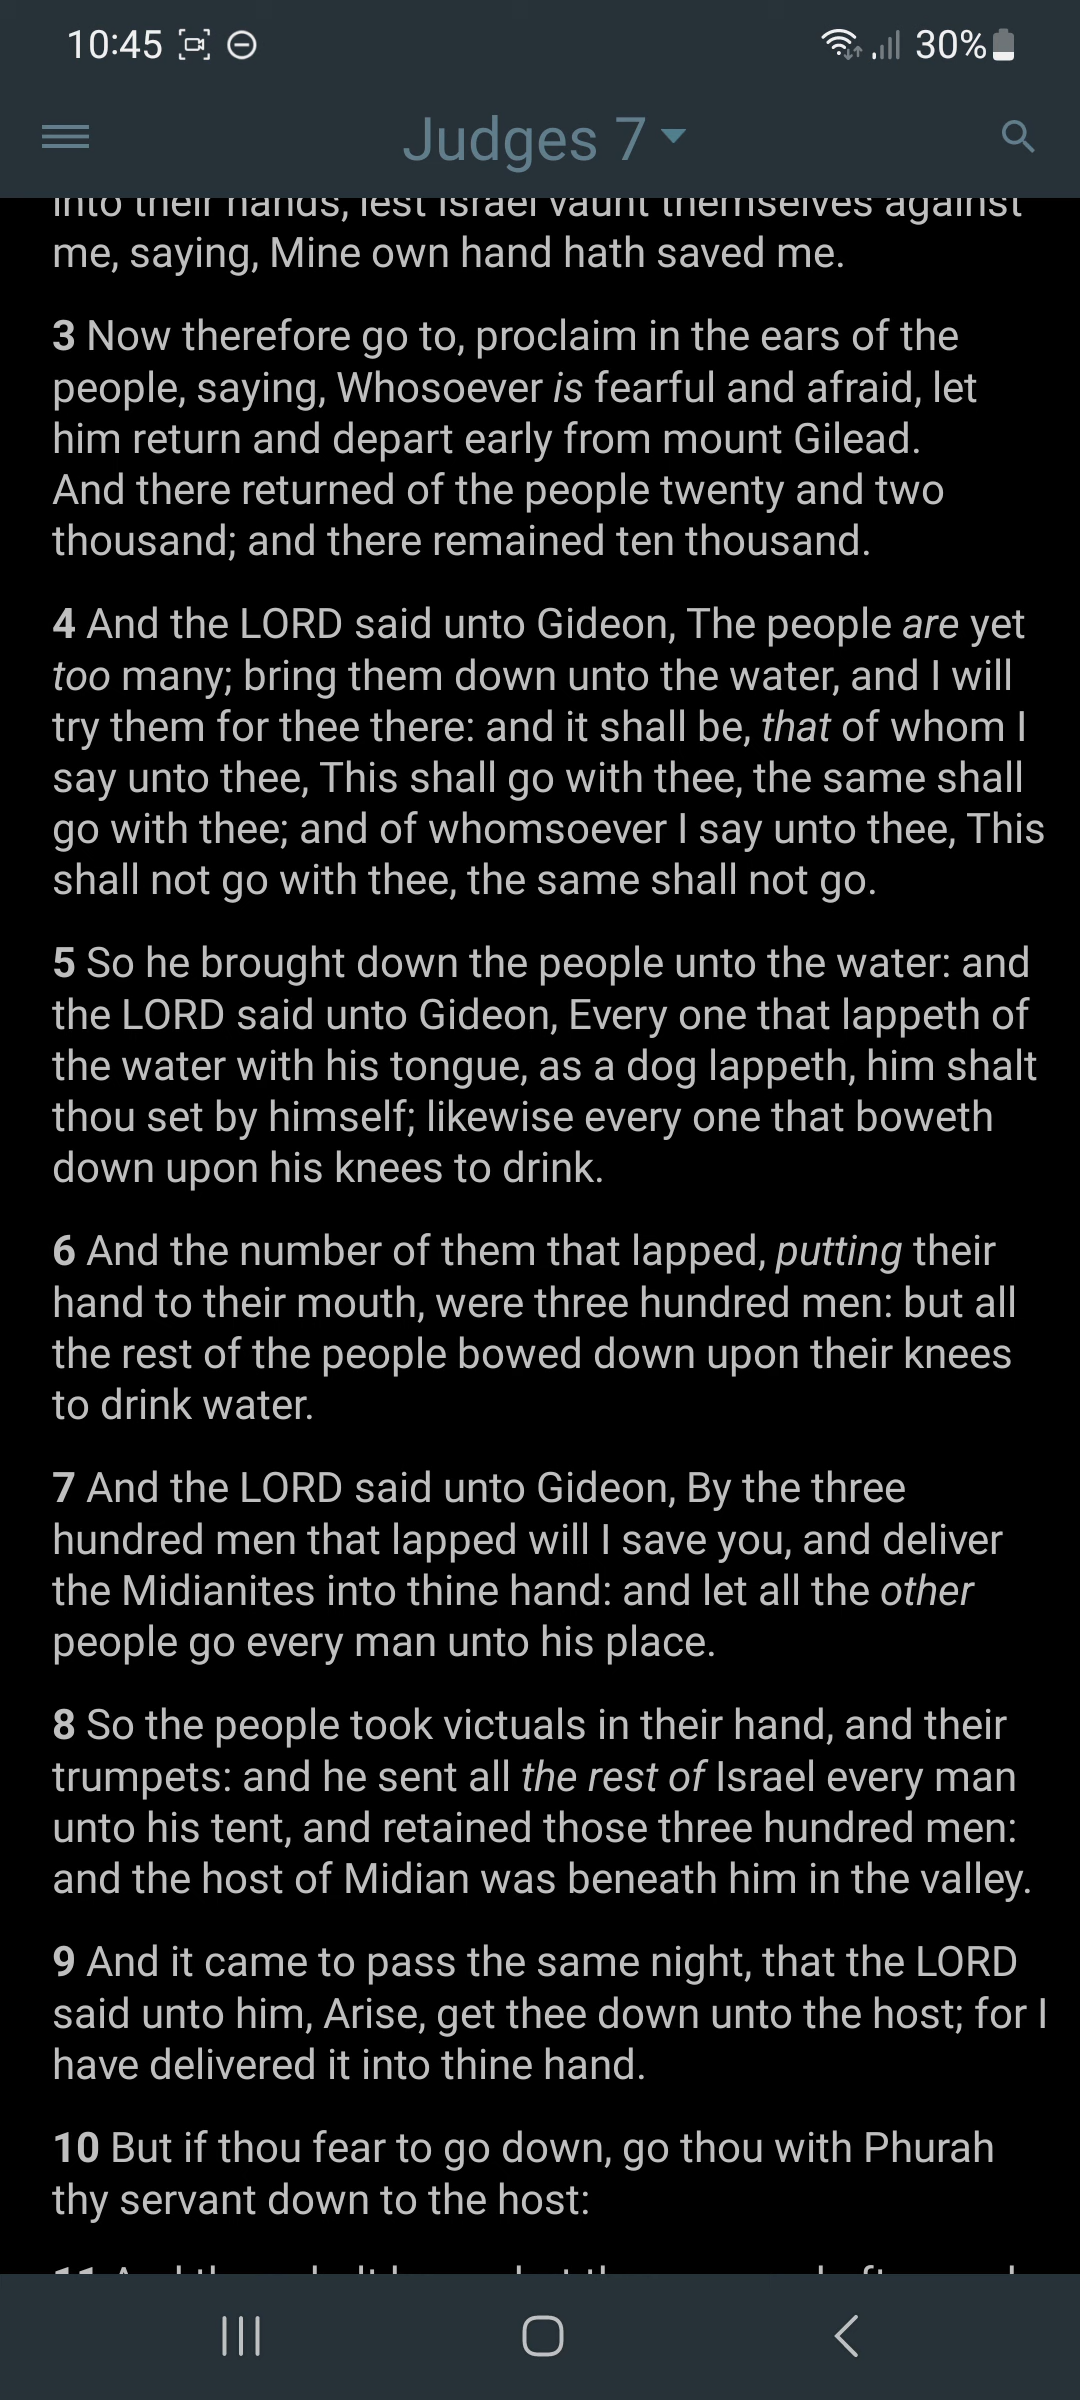 10:45 30%
Judges 7
into their hands, lest Israel vaunt themselves against
me, saying, Mine own hand hath saved me.
3 Now therefore go to, proclaim in the ears of the
people, saying, Whosoever is fearful and afraid, let
him return and depart early from mount Gilead.
And there returned of the people twenty and two
thousand; and there remained ten thousand.
4 And the LORD said unto Gideon, The people are yet
too many; bring them down unto the water, and I will
try them for thee there: and it shall be, that of whom I
say unto thee, This shall go with thee, the same shall
go with thee; and of whomsoever I say unto thee, This
shall not go with thee, the same shall not go.
5 So he brought down the people unto the water: and
the LORD said unto Gideon, Every one that lappeth of
the water with his tongue, as a dog lappeth, him shalt
thou set by himself; likewise every one that boweth
down upon his knees to drink.
6 And the number of them that lapped, putting their
hand to their mouth, were three hundred men: but all
the rest of the people bowed down upon their knees
to drink water.
7 And the LORD said unto Gideon, By the three
hundred men that lapped will I save you, and deliver
the Midianites into thine hand: and let all the other
people go every man unto his place.
8 So the people took victuals in their hand, and their
trumpets: and he sent all the rest of Israel every man
unto his tent, and retained those three hundred men:
and the host of Midian was beneath him in the valley.
9 And it came to pass the same night, that the LORD
said unto him, Arise, get thee down unto the host; for I
have delivered it into thine hand.
10 But if thou fear to go down, go thou with Phurah
thy servant down to the host: